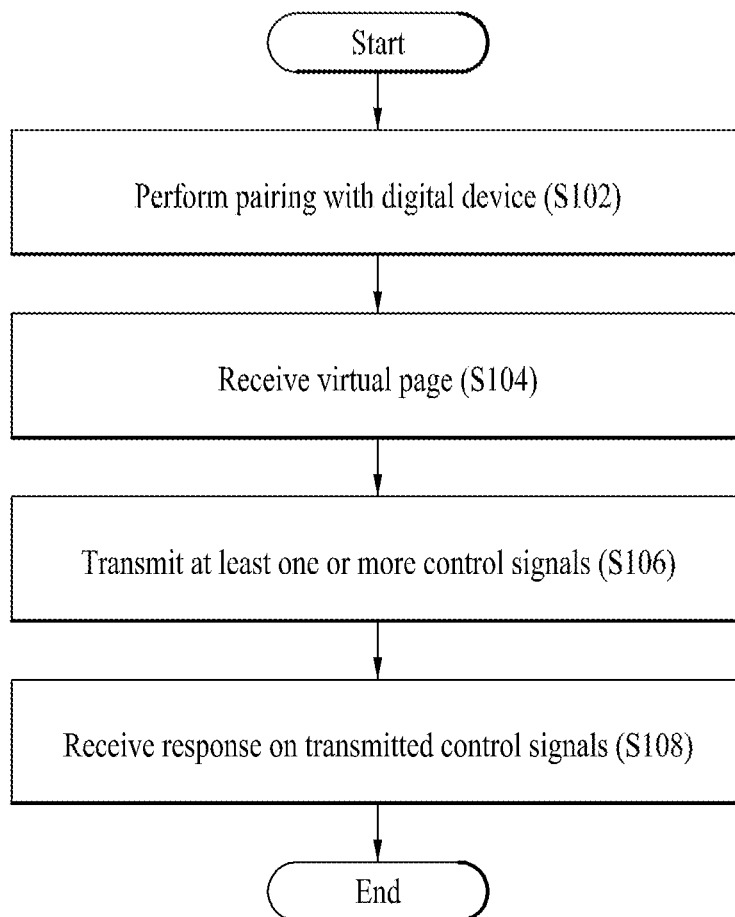 Start
Perform pairing with digital device (S102)
Receive virtual page (S104)
Transmit at least one or more control signals (S106)
Receive response on transmitted control signals (S108)
End